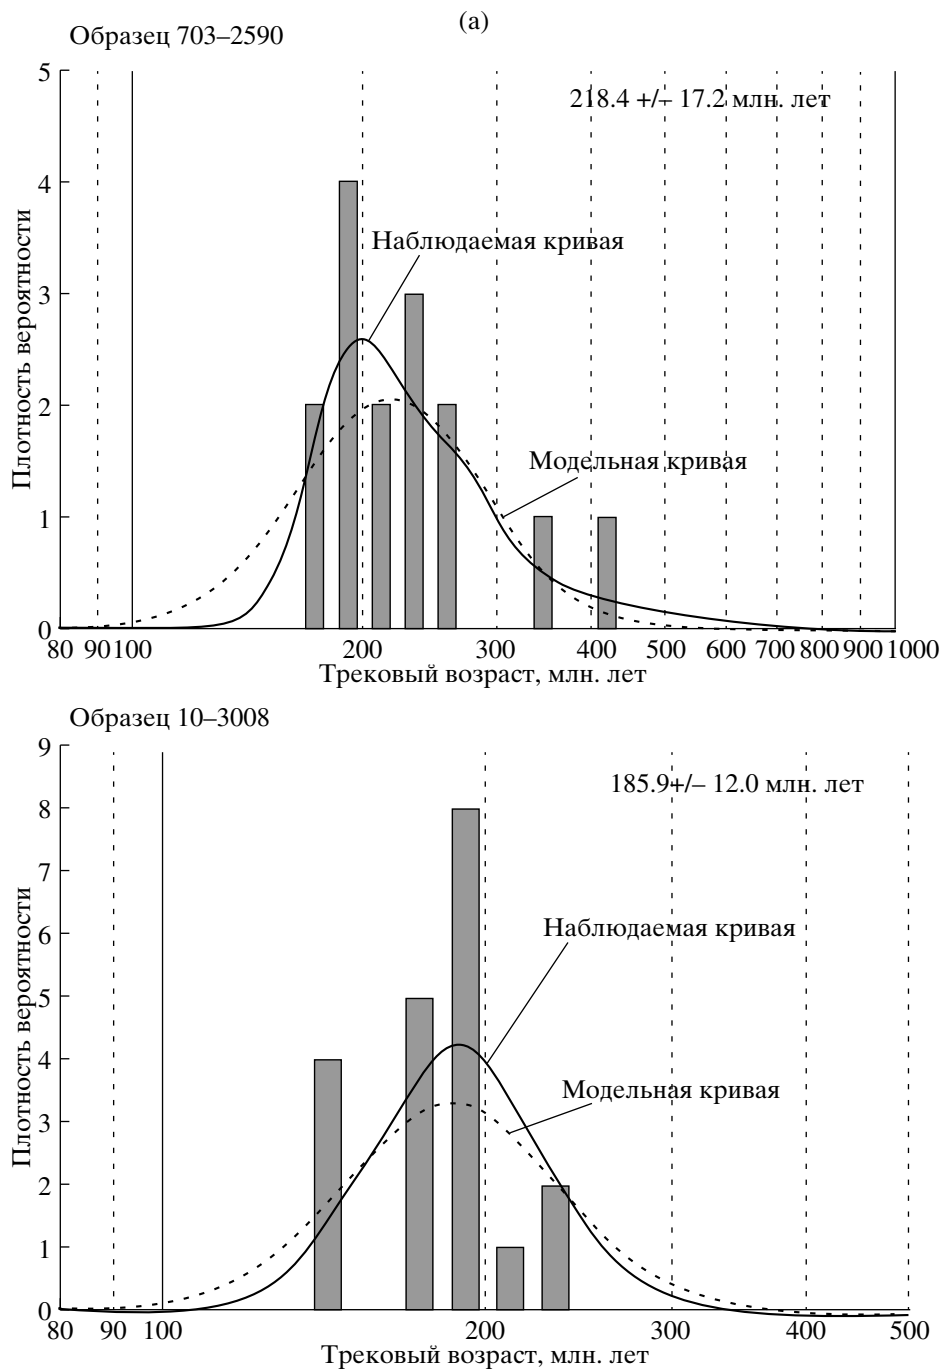 (а)
Образец 703–2590
218.4 +/– 17.2 млн. лет
Плотность вероятности
5
4
3
2
1
0
Наблюдаемая кривая
Модельная кривая
80 90 100 200 300 400 500 600 700 800 900 1000
Трековый возраст, млн. лет
Образец 10–3008
185.9+/– 12.0 млн. лет
Плотность вероятности
9
8
7
6
5
4
3
2
1
0
Наблюдаемая кривая
Модельная кривая
80 90 100 200 300 400 500
Трековый возраст, млн. лет